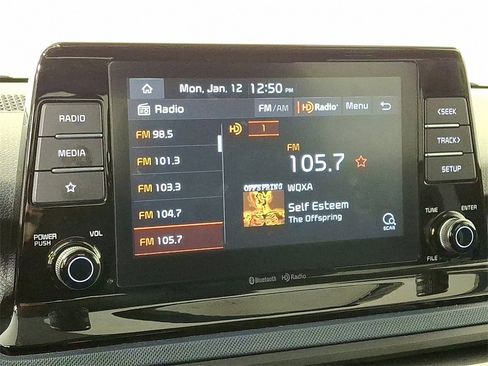 Mon, Jan. 12 12:50 PM
Radio FM/AM HD Radio Menu
RADIO
MEDIA
POWER
PUSH
VOL
FM 98.5
FM 101.3
FM 103.3
FM 104.7
FM 105.7
HD 1
FM
105.7
OFFSPRING
WQXA
Self Esteem
The Offspring
SCAN
<SEEK
TRACK>
SETUP
TUNE
ENTER
FILE
Bluetooth HD Radio